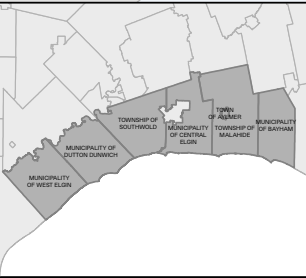 TOWNSHIP OF
SOUTHWOLD
TOWN
OF AYLMER
MUNICIPALITY
OF CENTRAL
ELGIN
TOWNSHIP OF
MALAHIDE
MUNICIPALITY
OF BAYHAM
MUNICIPALITY OF
DUTTON DUNWICH
MUNICIPALITY
OF WEST ELGIN